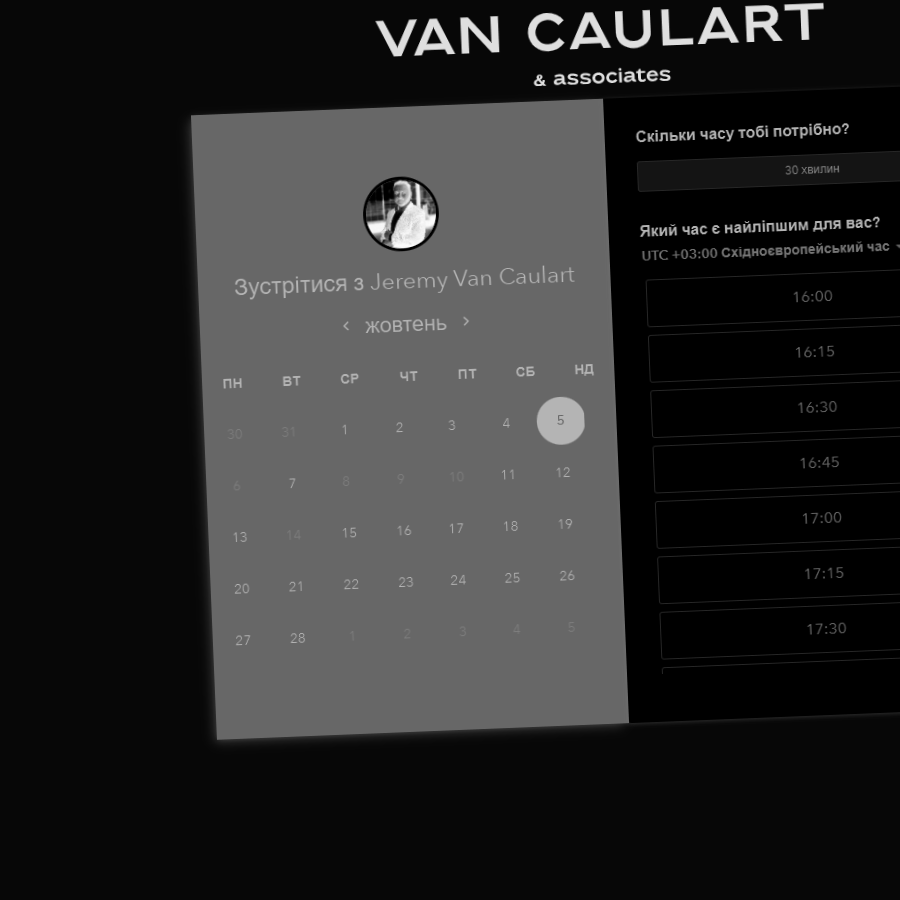 VAN CAULART
& associates
Зустрітися з Jeremy Van Caulart
жовтень
ПН ВТ СР ЧТ ПТ СБ НД
30 31 1 2 3 4 5
6 7 8 9 10 11 12
13 14 15 16 17 18 19
20 21 22 23 24 25 26
27 28 1 2 3 4 5
Скільки часу тобі потрібно?
30 хвилин
Який час є найліпшим для вас?
UTC +03:00 Східноєвропейський час
16:00
16:15
16:30
16:45
17:00
17:15
17:30